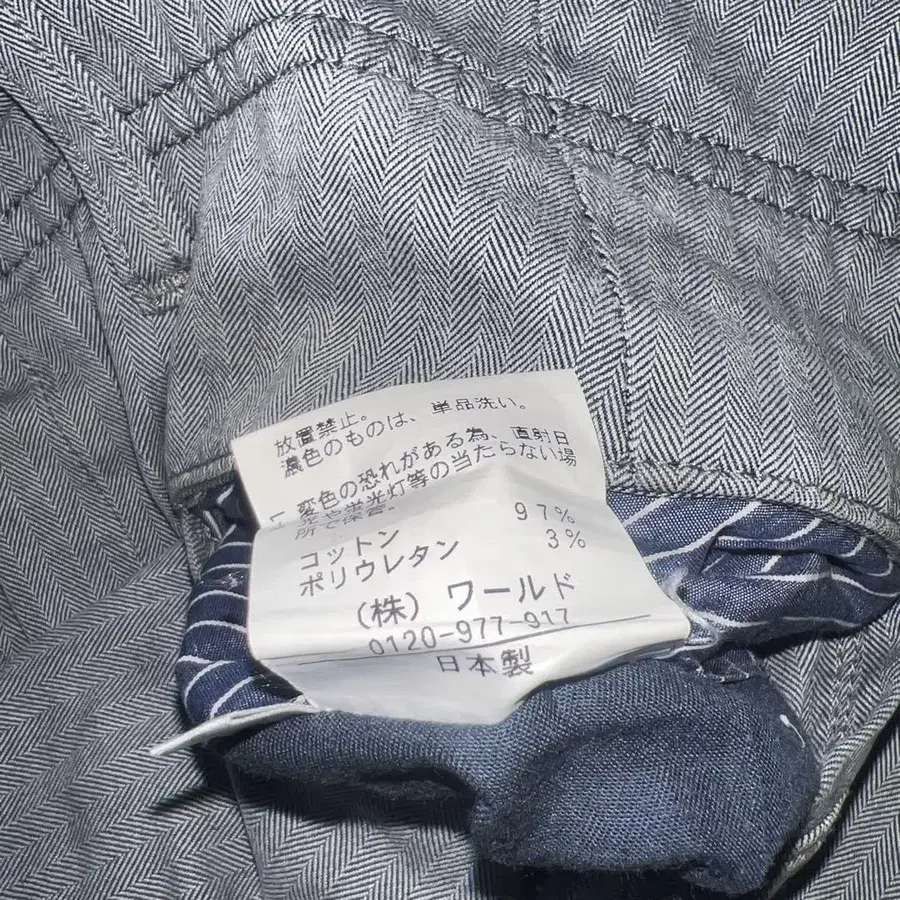 放置禁止。
濃色のものは、単品洗い。
変色の恐れがある為、直射日
光や蛍光灯等の当たらない場
所で保管。
コットン 97%
ポリウレタン 3%
(株) ワールド
0120-977-917
日本製